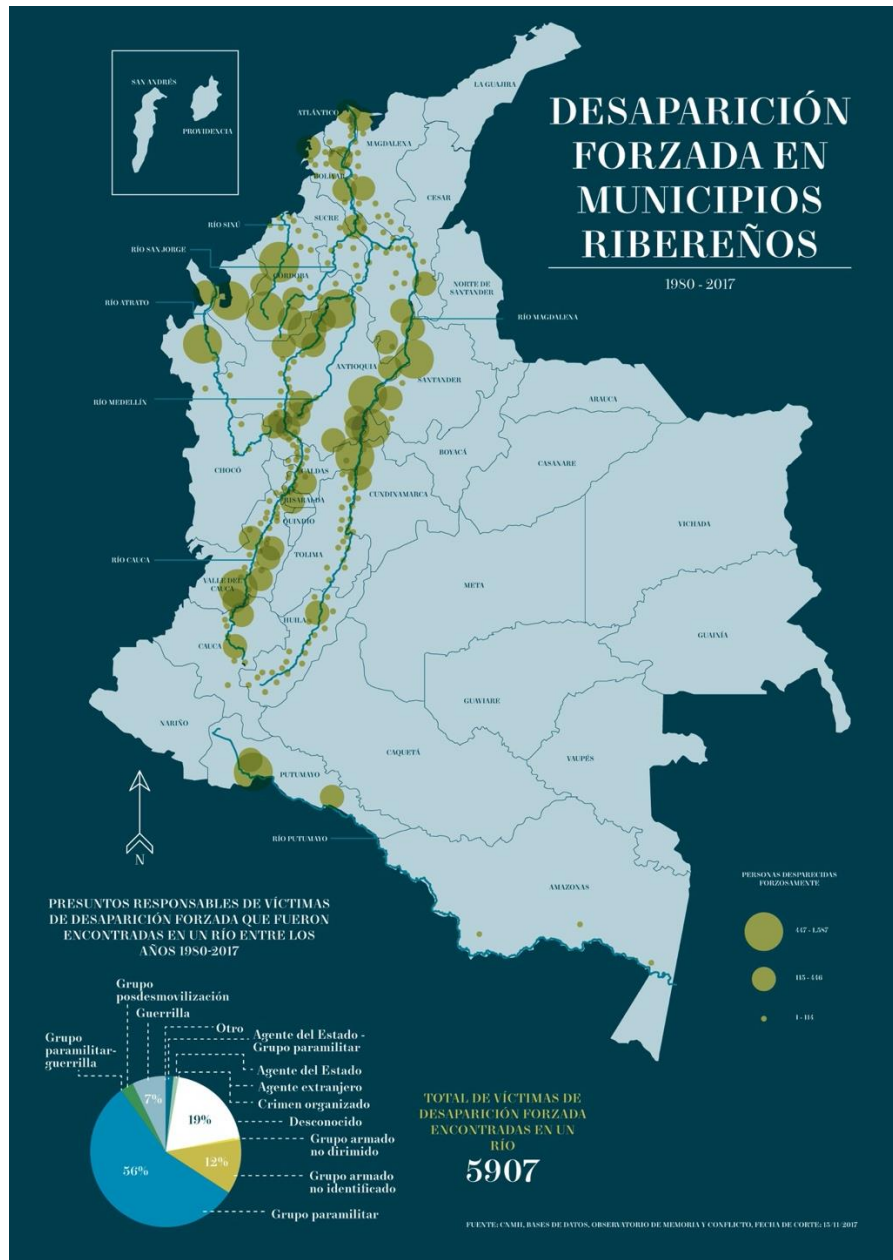 SAN ANDRÉS
PROVIDENCIA
DESAPARICIÓN
FORZADA EN
MUNICIPIOS
RIBEREÑOS
1980 - 2017
LA GUAJIRA
ATLÁNTICO
MAGDALENA
BOLÍVAR
CESAR
SUCRE
RÍO SINÚ
RÍO SAN JORGE
CÓRDOBA
NORTE DE
SANTANDER
RÍO ATRATO
RÍO MAGDALENA
ANTIOQUIA
SANTANDER
ARAUCA
RÍO MEDELLÍN
BOYACÁ
CASANARE
CHOCÓ
CALDAS
CUNDINAMARCA
RISARALDA
QUINDIO
VICHADA
RÍO CAUCA
TOLIMA
VALLE DEL
CAUCA
META
HUILA
GUAIXÍA
CAUCA
GUAVIARE
NARIÑO
CAQUETÁ
VAUPÉS
PUTUMAYO
N
RÍO PUTUMAYO
AMAZONAS
PERSONAS DESPARECIDAS
FORZOSAMENTE
447 - 1.587
115 - 446
1 - 114
PRESUNTOS RESPONSABLES DE VÍCTIMAS
DE DESAPARICIÓN FORZADA QUE FUERON
ENCONTRADAS EN UN RÍO ENTRE LOS
AÑOS 1980-2017
Grupo
posdesmovilización
Guerrilla
Otro
Grupo
paramilitar-
guerrilla
Agente del Estado -
Grupo paramilitar
Agente del Estado
Agente extranjero
Crimen organizado
Desconocido
Grupo armado
no dirimido
Grupo armado
no identificado
Grupo paramilitar
7%
19%
12%
56%
TOTAL DE VÍCTIMAS DE
DESAPARICIÓN FORZADA
ENCONTRADAS EN UN
RÍO
5907
FUENTE: CNMH, BASES DE DATOS, OBSERVATORIO DE MEMORIA Y CONFLICTO, FECHA DE CORTE: 15/11/2017